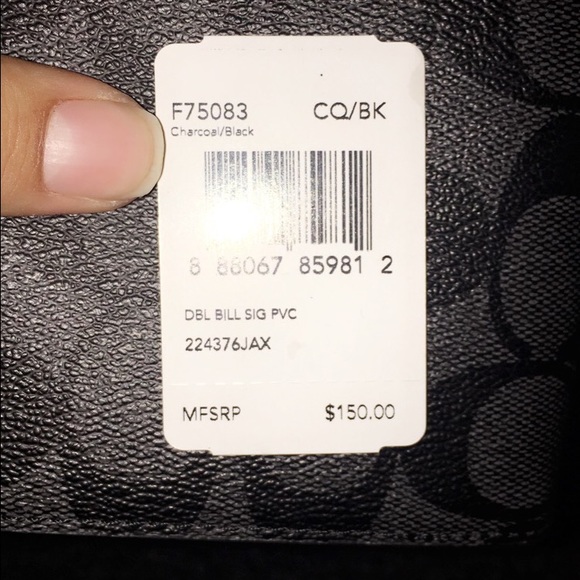 F75083 CQ/BK
Charcoal/Black
8 88067 85981 2
DBL BILL SIG PVC
224376JAX
MFSRP $150.00